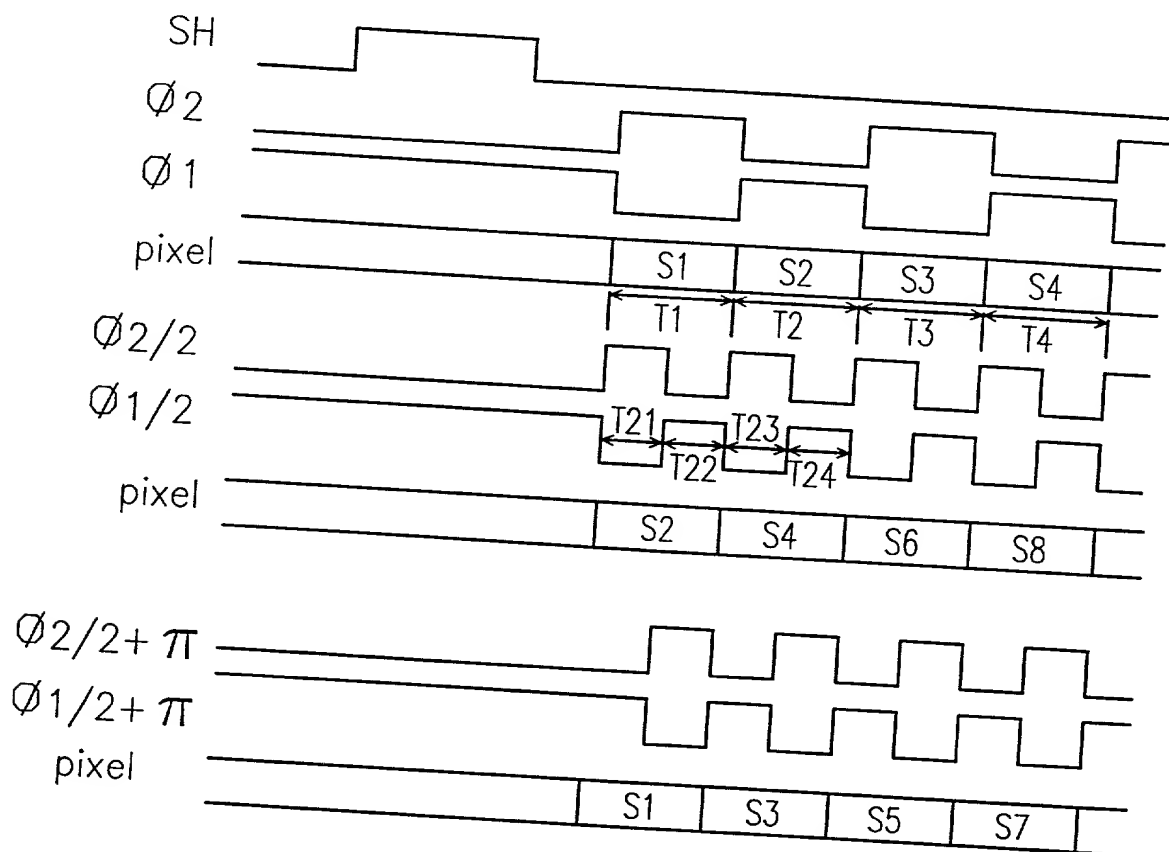 SH
Ø2
Ø1
pixel S1 S2 S3 S4
T1 T2 T3 T4
Ø2/2
Ø1/2
T21 T23
T22 T24
pixel
S2 S4 S6 S8
Ø2/2+π
Ø1/2+π
pixel
S1 S3 S5 S7